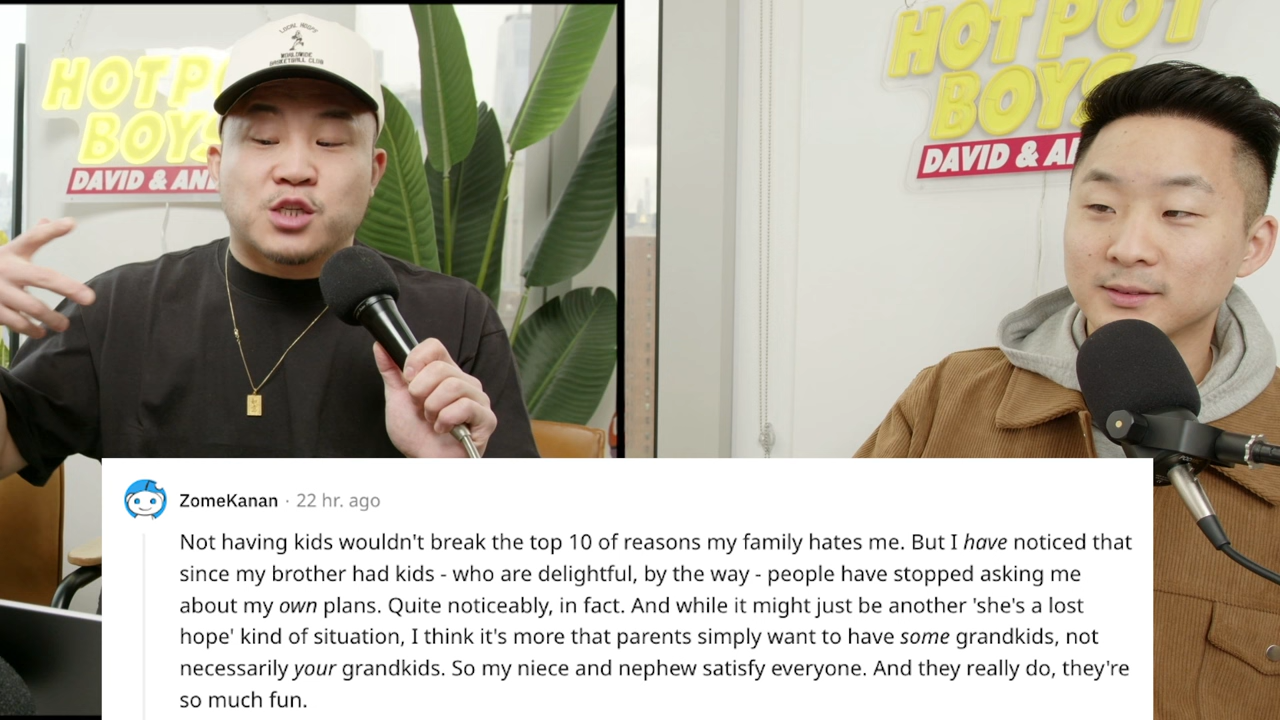 LOCAL HOOPS
WORLDWIDE
BASKETBALL CLUB
HOT P
BOYS
DAVID & AN
HOT POT
BOYS
DAVID & A
ZomeKanan · 22 hr. ago
Not having kids wouldn't break the top 10 of reasons my family hates me. But I have noticed that
since my brother had kids - who are delightful, by the way - people have stopped asking me
about my own plans. Quite noticeably, in fact. And while it might just be another 'she's a lost
hope' kind of situation, I think it's more that parents simply want to have some grandkids, not
necessarily your grandkids. So my niece and nephew satisfy everyone. And they really do, they're
so much fun.